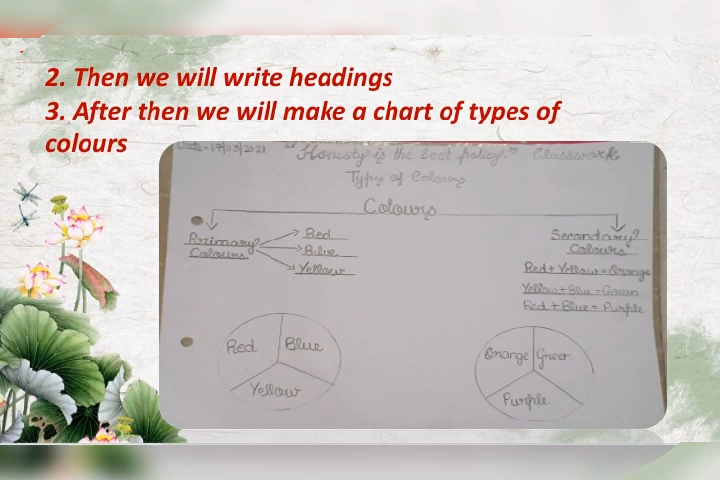 2. Then we will write headings
3. After then we will make a chart of types of
colours
Date-17/03/2021 "Honesty is the best policy." Classwork
Types of Colours
Colours
Primary
Colours
Red
Blue
Yellow
Secondary
Colours
Red + Yellow = Orange
Yellow + Blue = Green
Red + Blue = Purple
Red Blue
Yellow
Orange Green
Purple